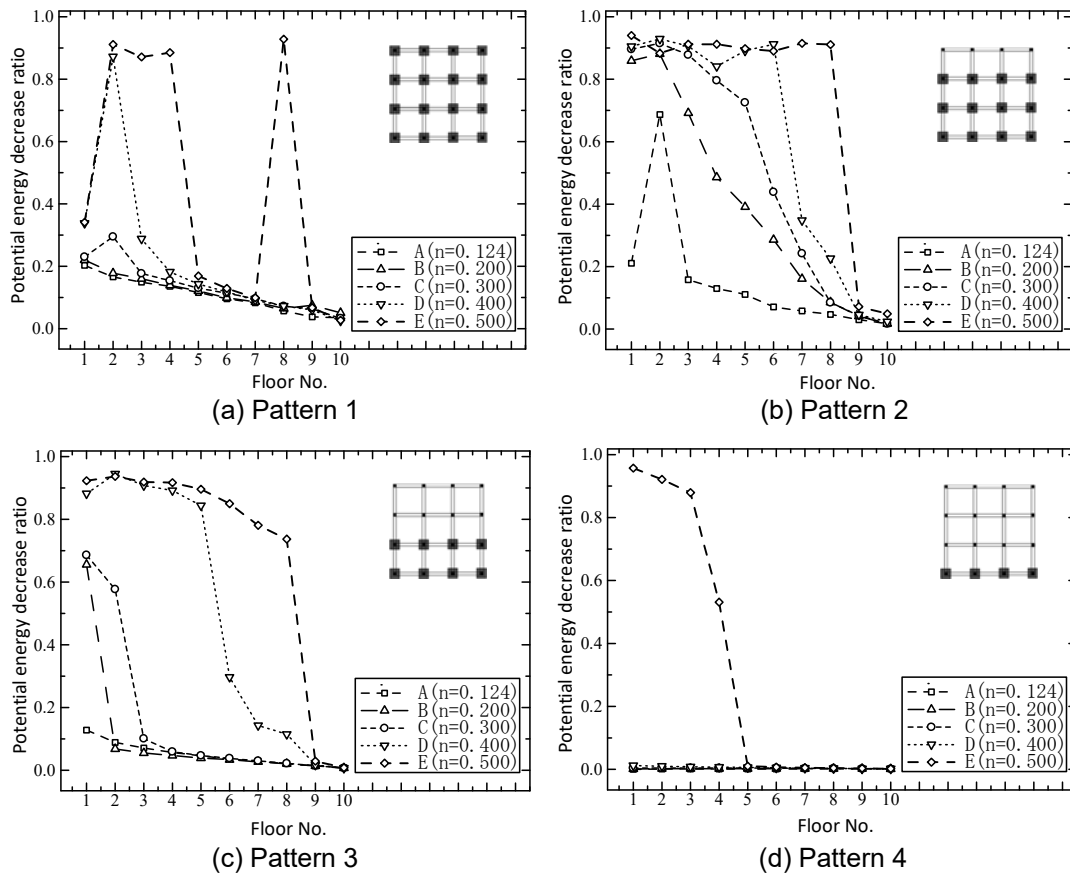 Potential energy decrease ratio
1.0
0.8
0.6
0.4
0.2
0.0
A(n=0.124)
B(n=0.200)
C(n=0.300)
D(n=0.400)
E(n=0.500)
1 2 3 4 5 6 7 8 9 10
Floor No.
(a) Pattern 1
Potential energy decrease ratio
1.0
0.8
0.6
0.4
0.2
0.0
A(n=0.124)
B(n=0.200)
C(n=0.300)
D(n=0.400)
E(n=0.500)
1 2 3 4 5 6 7 8 9 10
Floor No.
(b) Pattern 2
Potential energy decrease ratio
1.0
0.8
0.6
0.4
0.2
0.0
A(n=0.124)
B(n=0.200)
C(n=0.300)
D(n=0.400)
E(n=0.500)
1 2 3 4 5 6 7 8 9 10
Floor No.
(c) Pattern 3
Potential energy decrease ratio
1.0
0.8
0.6
0.4
0.2
0.0
A(n=0.124)
B(n=0.200)
C(n=0.300)
D(n=0.400)
E(n=0.500)
1 2 3 4 5 6 7 8 9 10
Floor No.
(d) Pattern 4